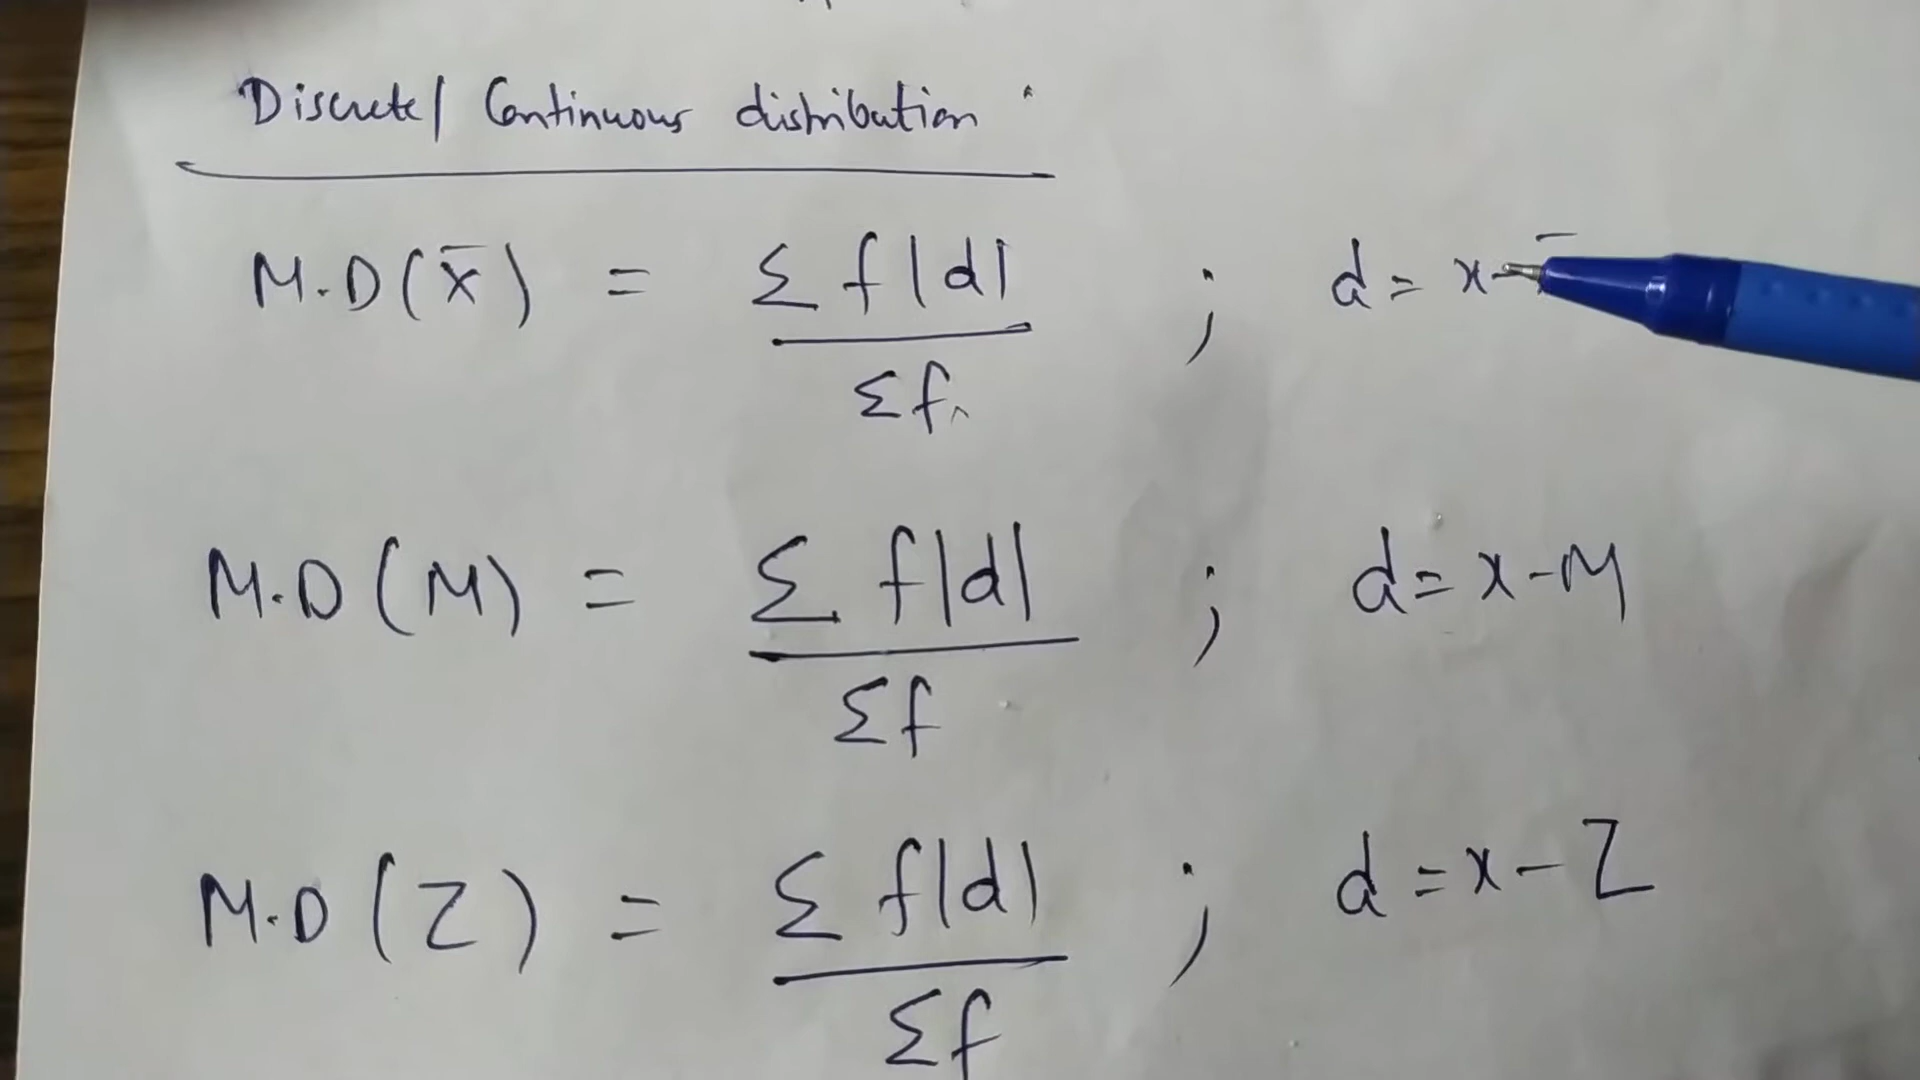 Discrete/ Continuous distribution
M.D(x̄) = Σf|d| / Σf ; d = x-
M.D(M) = Σf|d| / Σf ; d = x-M
M.D(Z) = Σf|d| / Σf ; d = x-Z